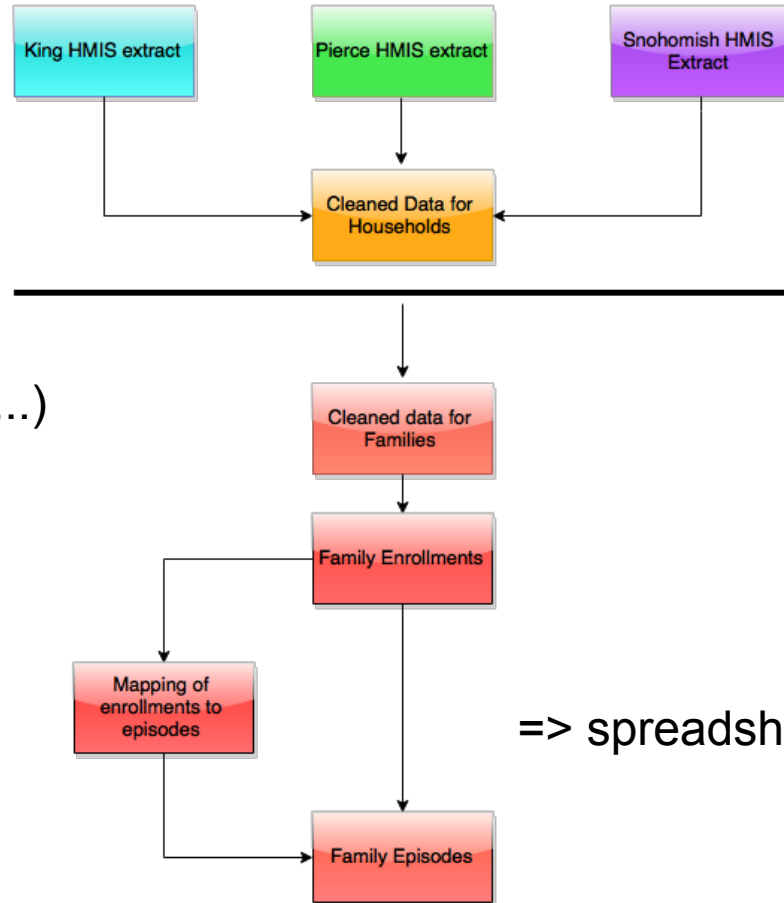 King HMIS extract
Pierce HMIS extract
Snohomish HMIS
Extract
Cleaned Data for
Households
...)
Cleaned data for
Families
Family Enrollments
Mapping of
enrollments to
episodes
=> spreadsh
Family Episodes